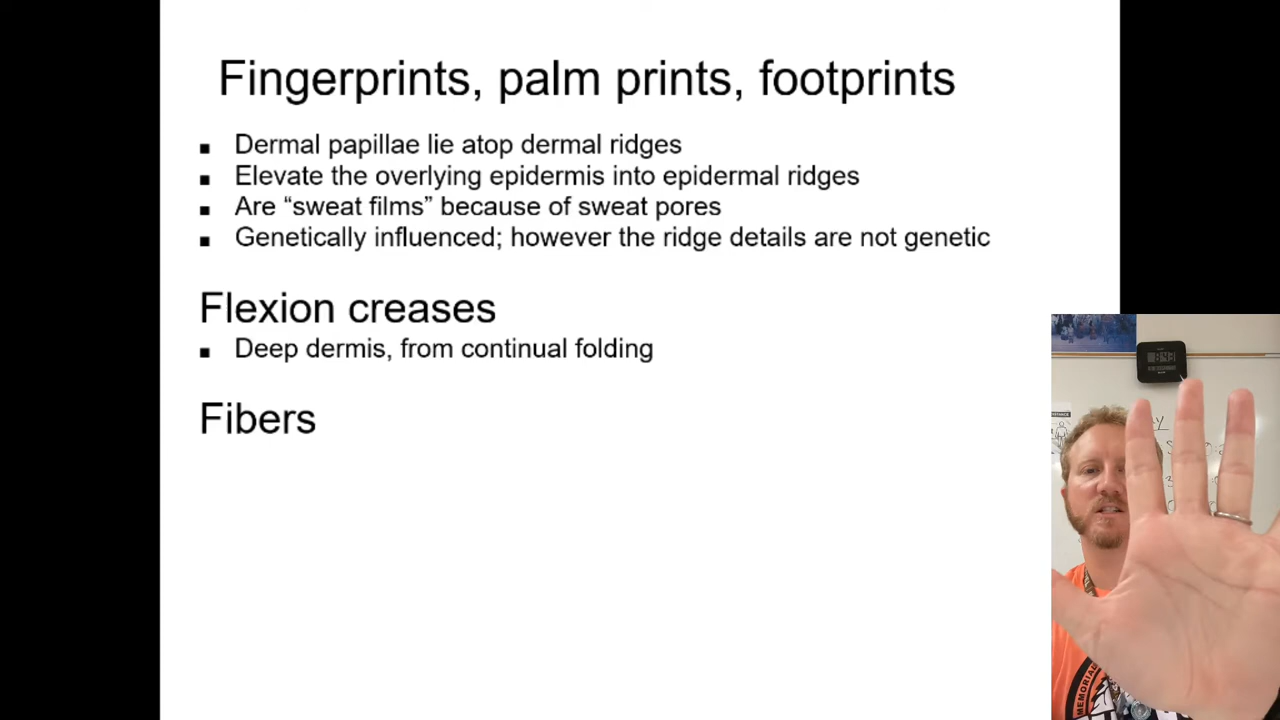 Fingerprints, palm prints, footprints
▪ Dermal papillae lie atop dermal ridges
▪ Elevate the overlying epidermis into epidermal ridges
▪ Are “sweat films” because of sweat pores
▪ Genetically influenced; however the ridge details are not genetic
Flexion creases
▪ Deep dermis, from continual folding
Fibers
MEMORIAL